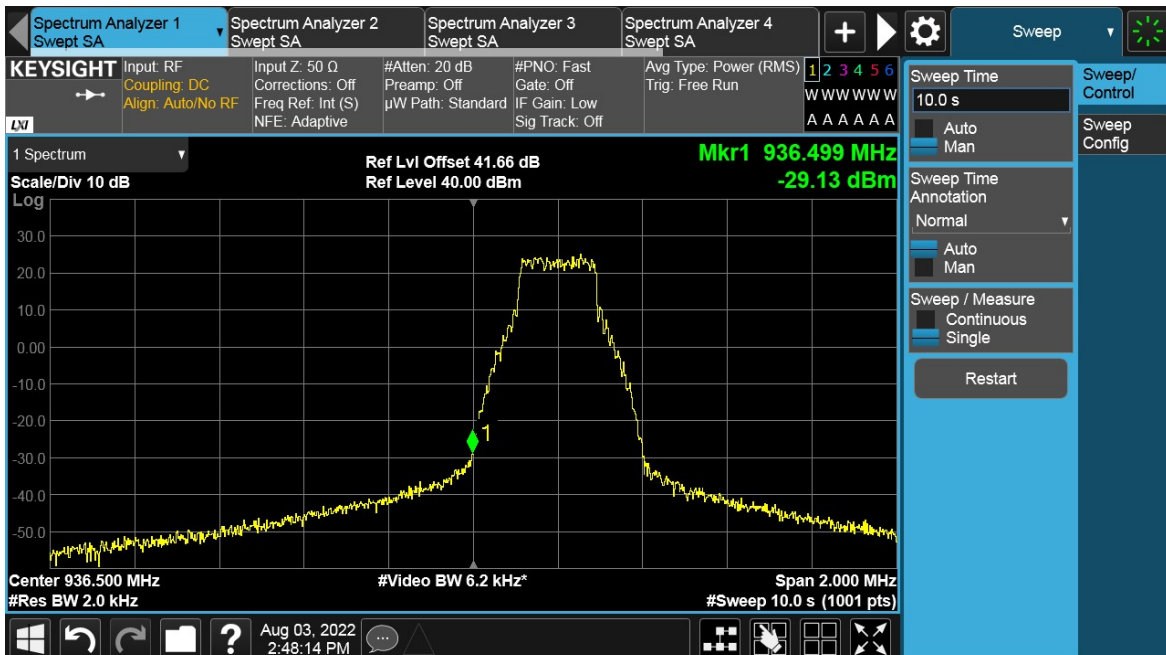 Spectrum Analyzer 1
Swept SA
Spectrum Analyzer 2
Swept SA
Spectrum Analyzer 3
Swept SA
Spectrum Analyzer 4
Swept SA
+
Sweep
KEYSIGHT
LXI
Input: RF
Coupling: DC
Align: Auto/No RF
Input Z: 50 Ω
Corrections: Off
Freq Ref: Int (S)
NFE: Adaptive
#Atten: 20 dB
Preamp: Off
µW Path: Standard
#PNO: Fast
Gate: Off
IF Gain: Low
Sig Track: Off
Avg Type: Power (RMS)
Trig: Free Run
1 2 3 4 5 6
W W W W W W
A A A A A A
1 Spectrum
Scale/Div 10 dB
Log
Ref Lvl Offset 41.66 dB
Ref Level 40.00 dBm
Mkr1 936.499 MHz
-29.13 dBm
30.0
20.0
10.0
0.00
-10.0
-20.0
-30.0
-40.0
-50.0
1
1
Center 936.500 MHz
#Res BW 2.0 kHz
#Video BW 6.2 kHz*
Span 2.000 MHz
#Sweep 10.0 s (1001 pts)
?
Aug 03, 2022
2:48:14 PM
Sweep Time
10.0 s
Auto
Man
Sweep Time
Annotation
Normal
Auto
Man
Sweep / Measure
Continuous
Single
Restart
Sweep/
Control
Sweep
Config